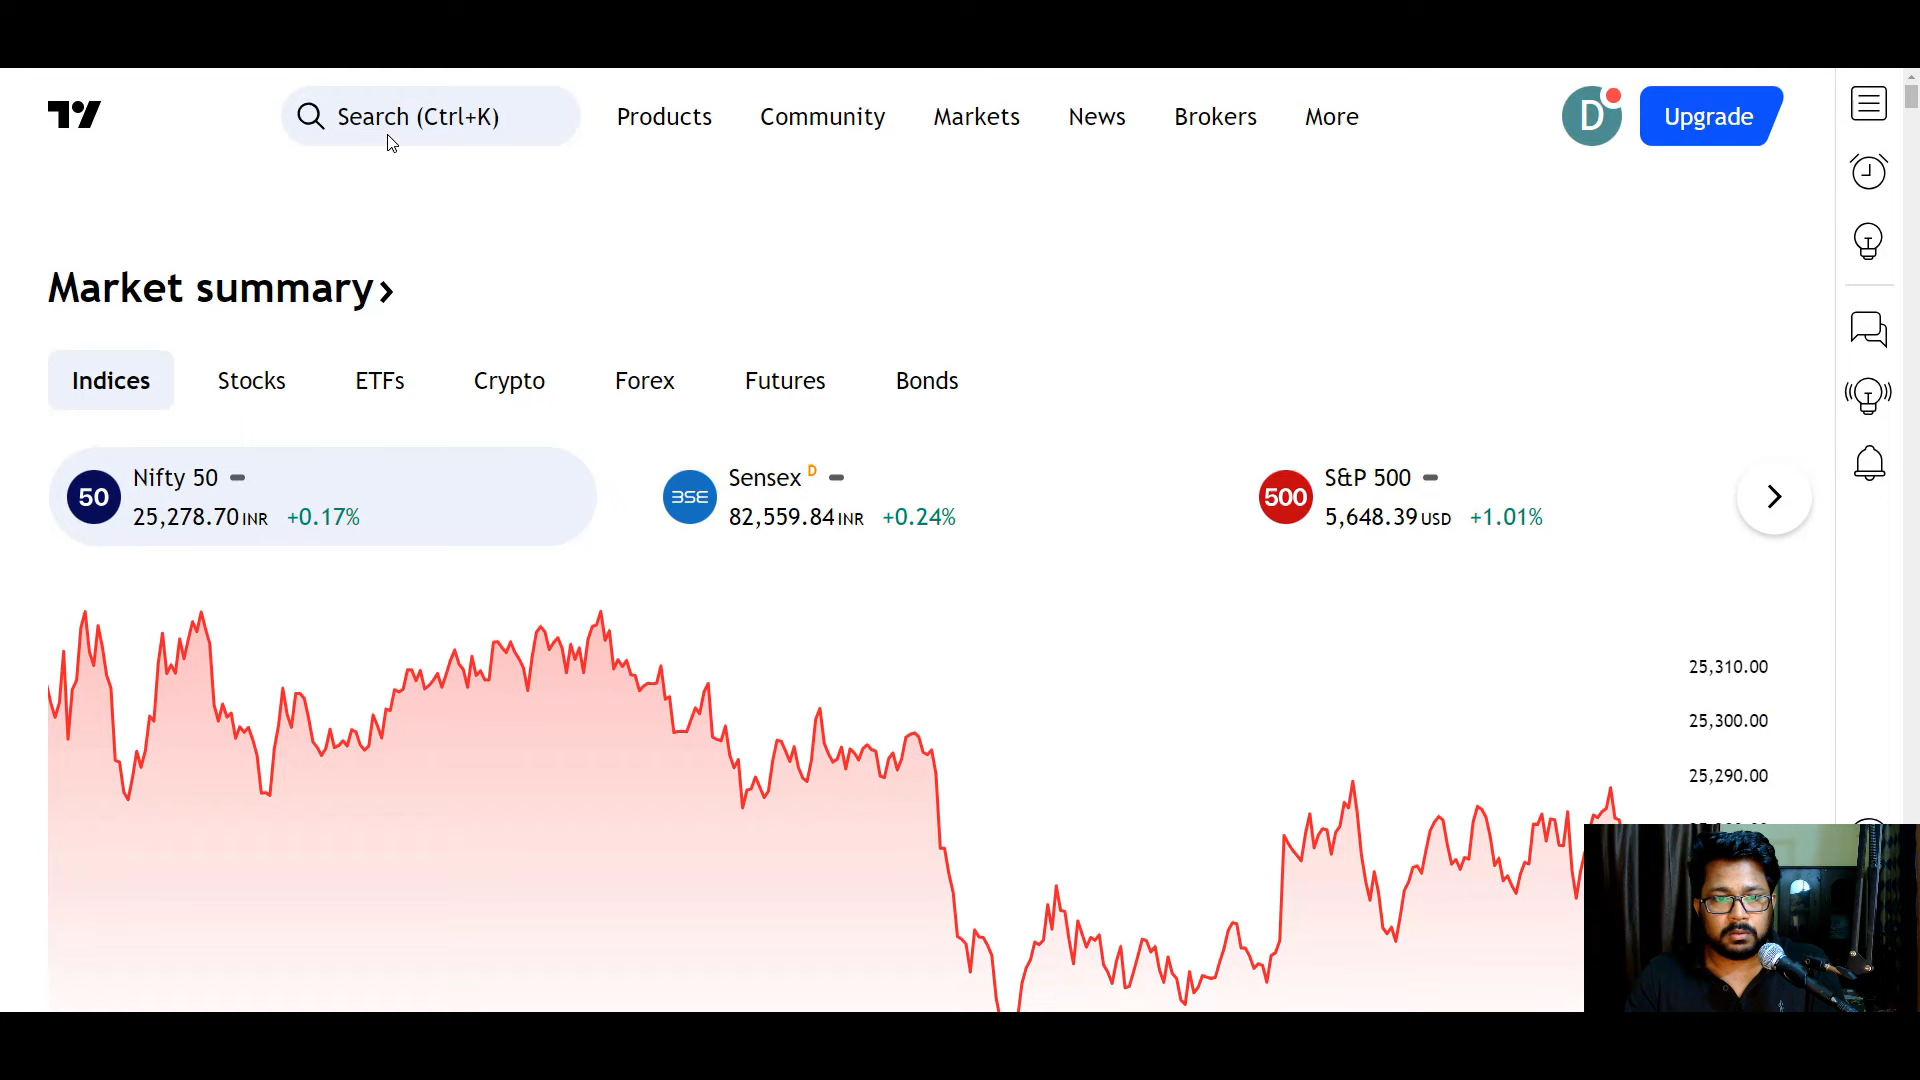 TV
Search (Ctrl+K)
Products
Community
Markets
News
Brokers
More
D
Upgrade
Market summary
Indices
Stocks
ETFs
Crypto
Forex
Futures
Bonds
50
Nifty 50
25,278.70 INR +0.17%
BSE
Sensex D
82,559.84 INR +0.24%
500
S&P 500
5,648.39 USD +1.01%
25,310.00
25,300.00
25,290.00